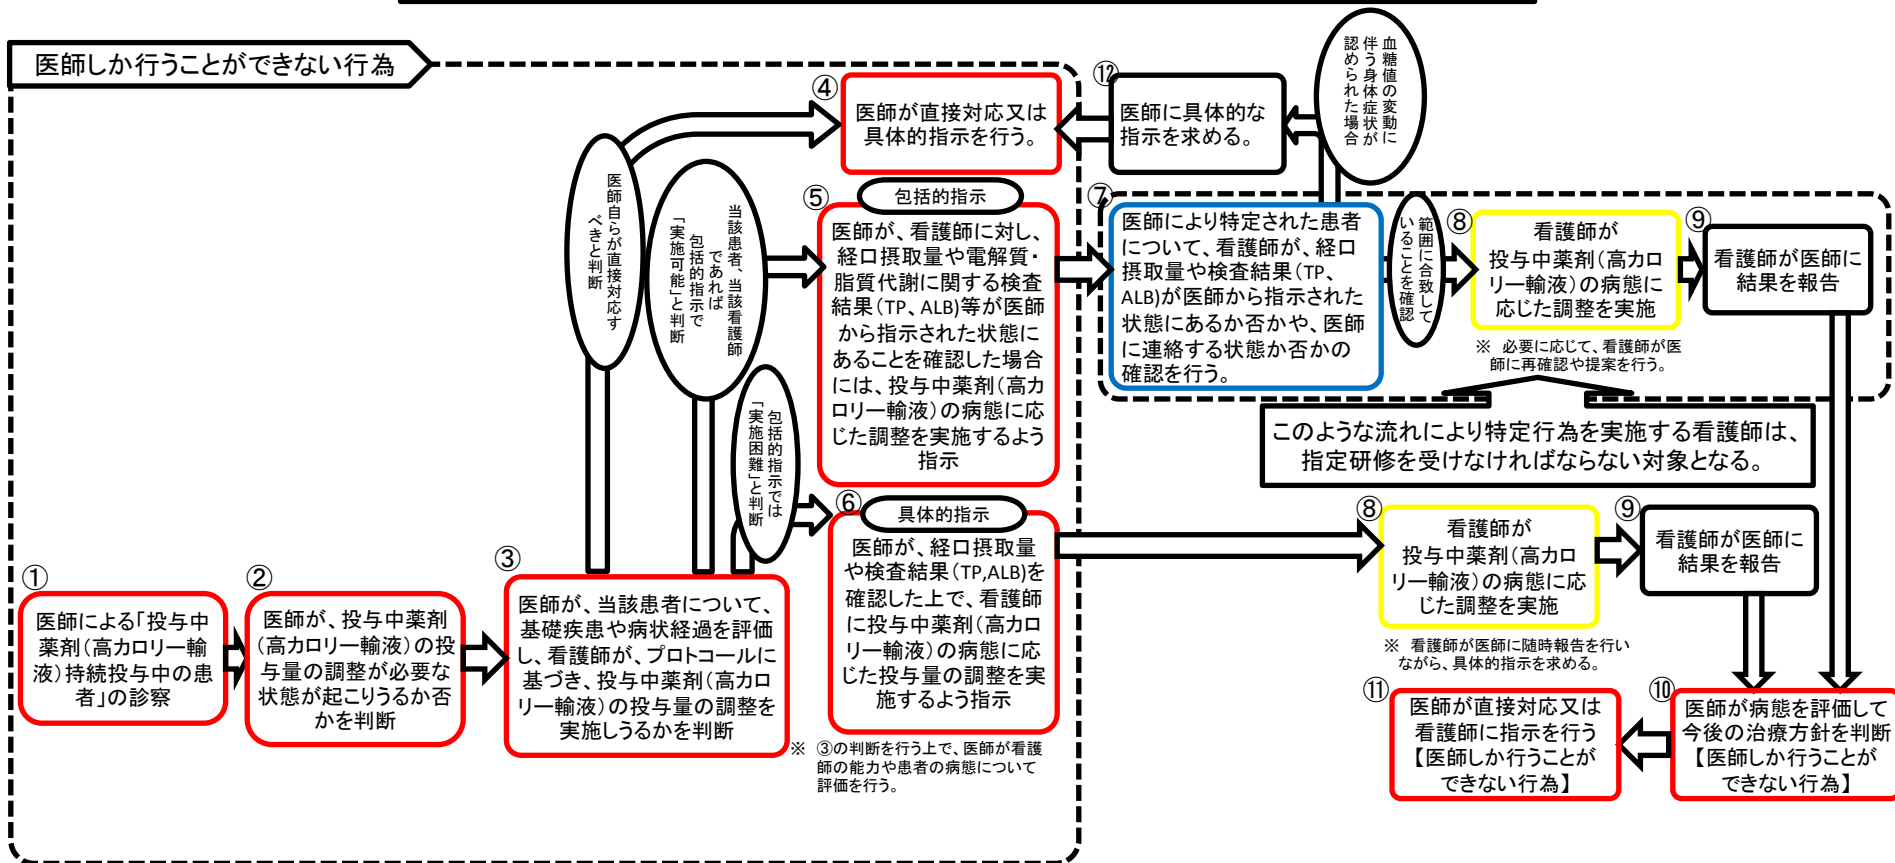 医師しか行うことができない行為
①
医師による「投与中
薬剤(高カロリー輸
液)持続投与中の患
者」の診察
②
医師が、投与中薬剤
(高カロリー輸液)の投
与量の調整が必要な
状態が起こりうるか否
かを判断
③
医師が、当該患者について、
基礎疾患や病状経過を評価
し、看護師が、プロトコールに
基づき、投与中薬剤(高カロ
リー輸液)の投与量の調整を
実施しうるかを判断
※ ③の判断を行う上で、医師が看護
師の能力や患者の病態について
評価を行う。
医師自らが直接対応す
べきと判断
当該患者、当該看護師
であれば
包括的指示で
「実施可能」と判断
包括的指示では
「実施困難」と判断
④
医師が直接対応又は
具体的指示を行う。
⑤
包括的指示
医師が、看護師に対し、
経口摂取量や電解質・
脂質代謝に関する検査
結果(TP、ALB)等が医師
から指示された状態に
あることを確認した場合
には、投与中薬剤(高カ
ロリー輸液)の病態に応
じた調整を実施するよう
指示
⑥
具体的指示
医師が、経口摂取量
や検査結果(TP,ALB)を
確認した上で、看護師
に投与中薬剤(高カロ
リー輸液)の病態に応
じた投与量の調整を実
施するよう指示
⑫
医師に具体的な
指示を求める。
血糖値の変動に
伴う身体症状が
認められた場合
⑦
医師により特定された患者
について、看護師が、経口
摂取量や検査結果(TP、
ALB)が医師から指示された
状態にあるか否かや、医師
に連絡する状態か否かの
確認を行う。
範囲に合致して
いることを確認
⑧
看護師が
投与中薬剤(高カロ
リー輸液)の病態に
応じた調整を実施
※ 必要に応じて、看護師が医
師に再確認や提案を行う。
⑨
看護師が医師に
結果を報告
このような流れにより特定行為を実施する看護師は、
指定研修を受けなければならない対象となる。
⑧
看護師が
投与中薬剤(高カロ
リー輸液)の病態に応
じた調整を実施
※ 看護師が医師に随時報告を行い
ながら、具体的指示を求める。
⑨
看護師が医師に
結果を報告
⑩
医師が病態を評価して
今後の治療方針を判断
【医師しか行うことが
できない行為】
⑪
医師が直接対応又は
看護師に指示を行う
【医師しか行うことが
できない行為】